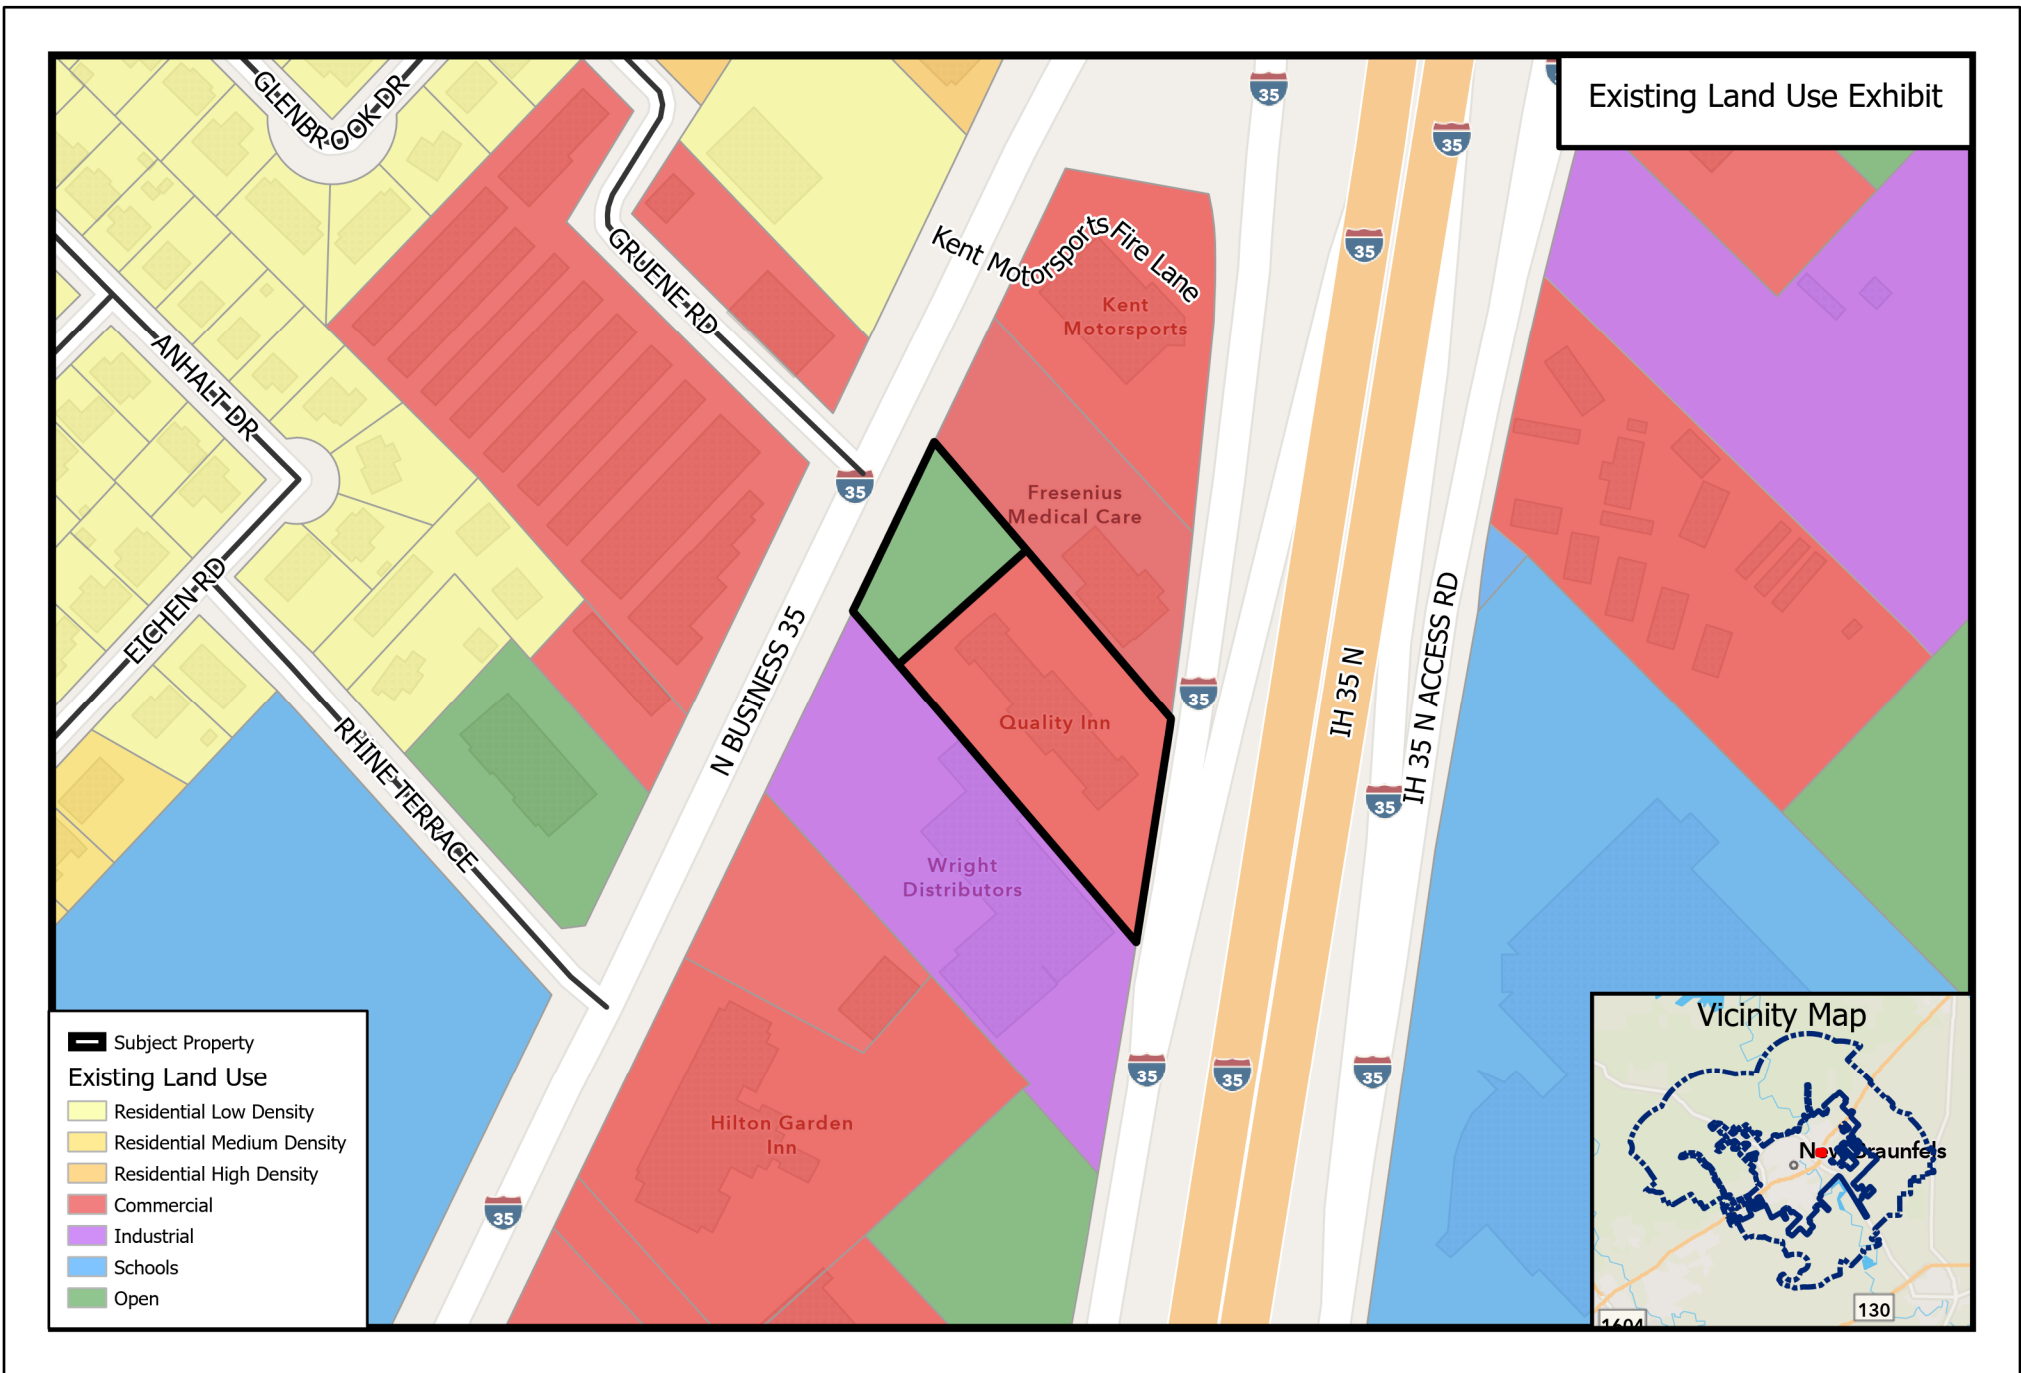 Existing Land Use Exhibit
GLENBROOK DR
35
35
35
35
Kent Motorsports Fire Lane
GRUENE RD
Kent
Motorsports
ANHALT DR
35
Fresenius
Medical Care
EICHEN RD
N BUSINESS 35
IH 35 N
IH 35 N ACCESS RD
35
Quality Inn
RHINE TERRACE
35
Wright
Distributors
35
35
35
Hilton Garden
Inn
35
Subject Property
Existing Land Use
Residential Low Density
Residential Medium Density
Residential High Density
Commercial
Industrial
Schools
Open
Vicinity Map
New Braunfels
130
1604